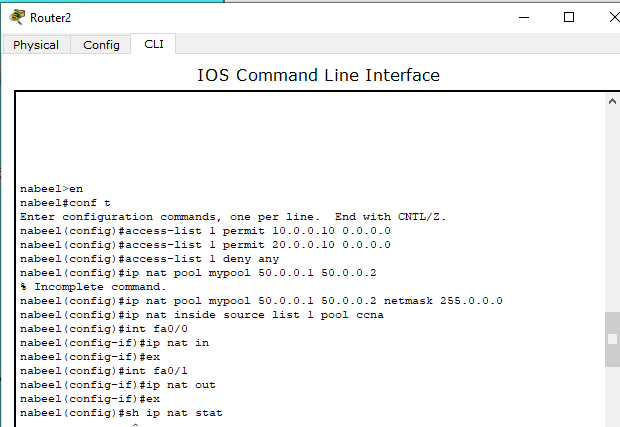 Router2
Physical Config CLI
IOS Command Line Interface
nabeel>en
nabeel#conf t
Enter configuration commands, one per line.  End with CNTL/Z.
nabeel(config)#access-list 1 permit 10.0.0.10 0.0.0.0
nabeel(config)#access-list 1 permit 20.0.0.10 0.0.0.0
nabeel(config)#access-list 1 deny any
nabeel(config)#ip nat pool mypool 50.0.0.1 50.0.0.2
% Incomplete command.
nabeel(config)#ip nat pool mypool 50.0.0.1 50.0.0.2 netmask 255.0.0.0
nabeel(config)#ip nat inside source list 1 pool ccna
nabeel(config)#int fa0/0
nabeel(config-if)#ip nat in
nabeel(config-if)#ex
nabeel(config)#int fa0/1
nabeel(config-if)#ip nat out
nabeel(config-if)#ex
nabeel(config)#sh ip nat stat
^